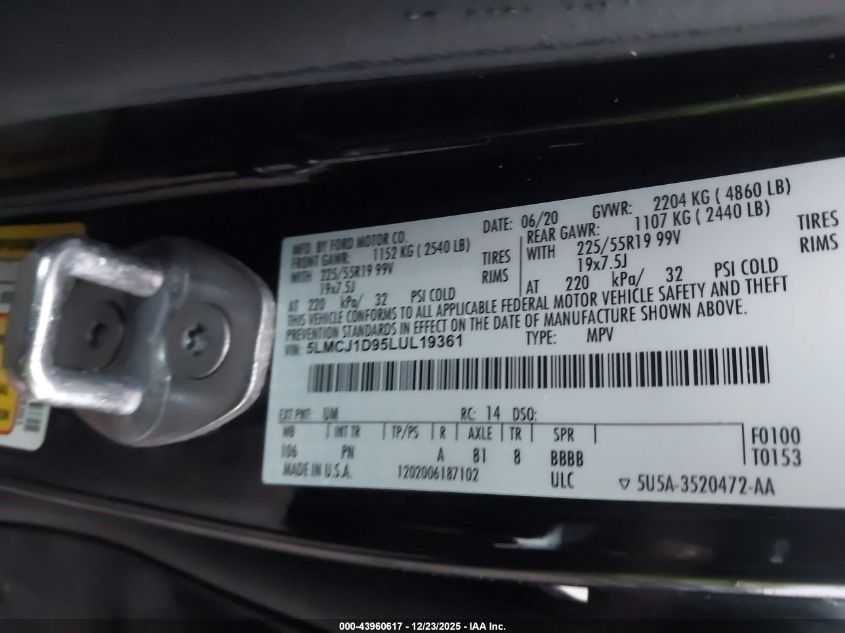 MFD. BY FORD MOTOR CO.
DATE: 06/20 GVWR: 2204 KG ( 4860 LB)
FRONT GAWR: 1152 KG ( 2540 LB)
REAR GAWR: 1107 KG ( 2440 LB)
WITH 225/55R19 99V TIRES
WITH 225/55R19 99V TIRES
19x7.5J RIMS
19x7.5J RIMS
AT 220 kPa/ 32 PSI COLD
AT 220 kPa/ 32 PSI COLD
THIS VEHICLE CONFORMS TO ALL APPLICABLE FEDERAL MOTOR VEHICLE SAFETY AND THEFT
PREVENTION STANDARDS IN EFFECT ON THE DATE OF MANUFACTURE SHOWN ABOVE.
VIN: 5LMCJ1D95LUL19361 TYPE: MPV
EXT PNT: UM RC: 14 DSO:
WB INT TR TP/PS R AXLE TR SPR
106 PN A 81 8 BBBB
F0100
T0153
MADE IN U.S.A. 1202006187102 ULC
▽ 5U5A-3520472-AA
000-43960617 - 12/23/2025 - IAA Inc.